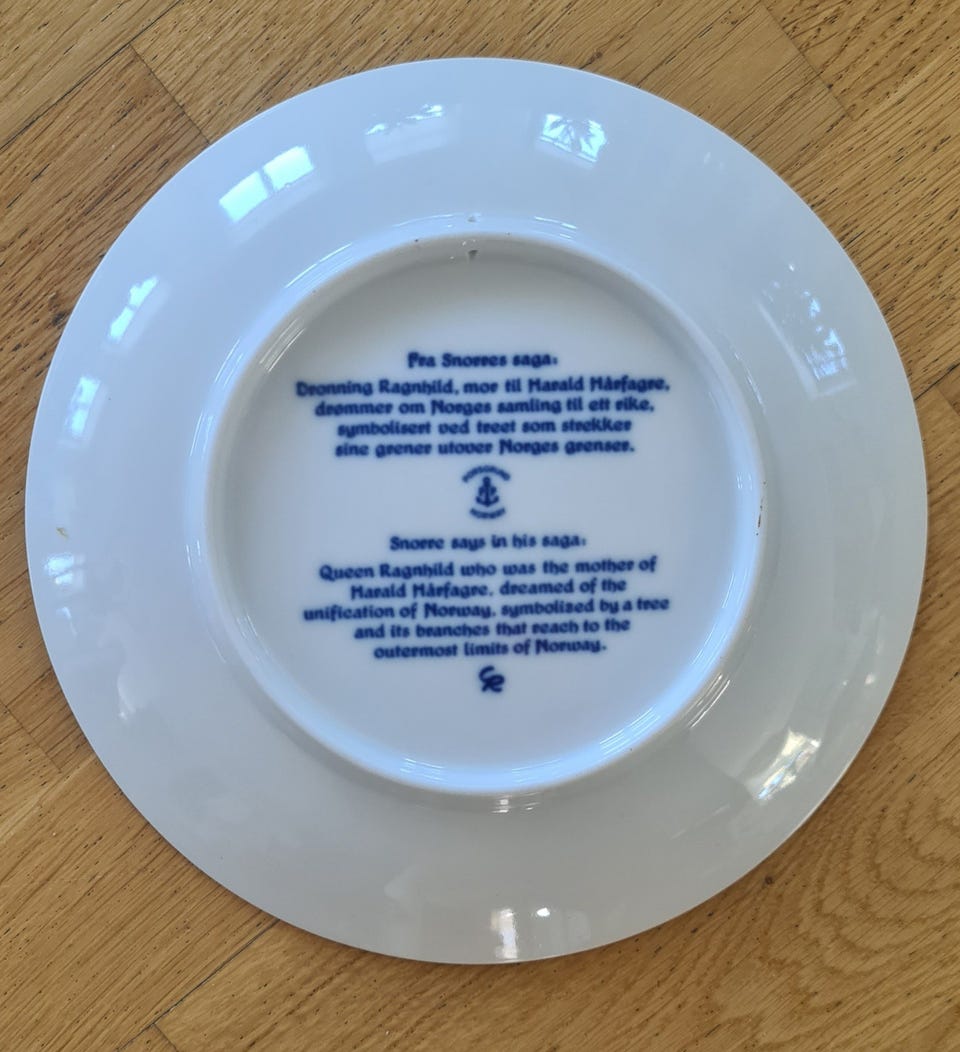 Fra Snorres saga:
Dronning Ragnhild, mor til Harald Hårfagre,
drømmer om Norges samling til ett rike,
symbolisert ved treet som strekker
sine grener utover Norges grenser.
PORSGRUND
NORWAY
Snorre says in his saga:
Queen Ragnhild who was the mother of
Harald Hårfagre, dreamed of the
unification of Norway, symbolized by a tree
and its branches that reach to the
outermost limits of Norway.